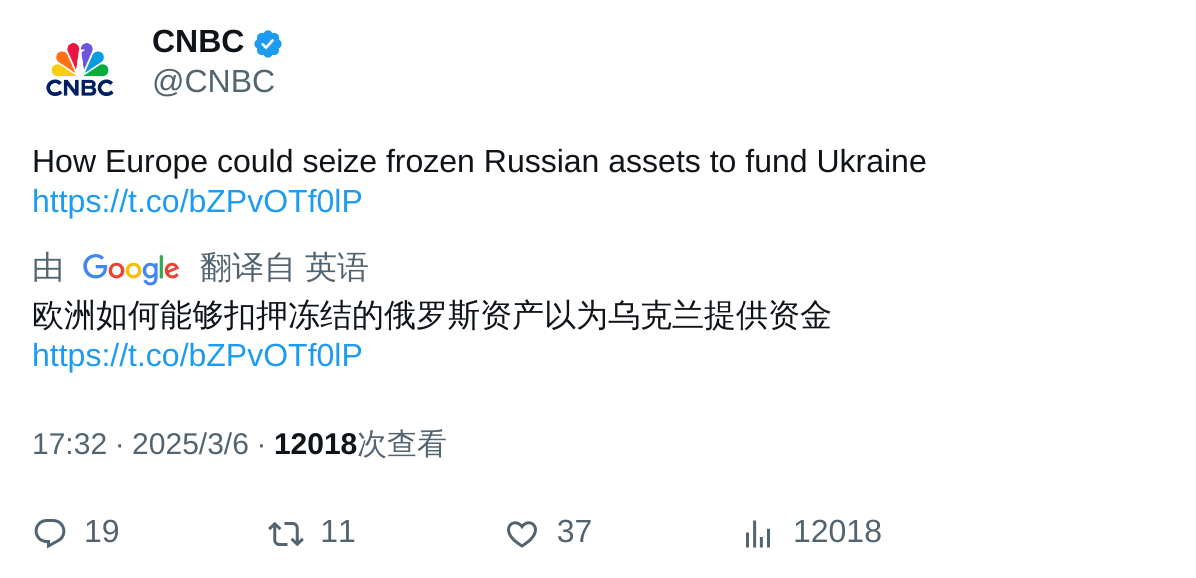 CNBC
CNBC
@CNBC
How Europe could seize frozen Russian assets to fund Ukraine
https://t.co/bZPvOTf0lP
由 Google 翻译自 英语
欧洲如何能够扣押冻结的俄罗斯资产以为乌克兰提供资金
https://t.co/bZPvOTf0lP
17:32 · 2025/3/6 · 12018次查看
19 11 37 12018